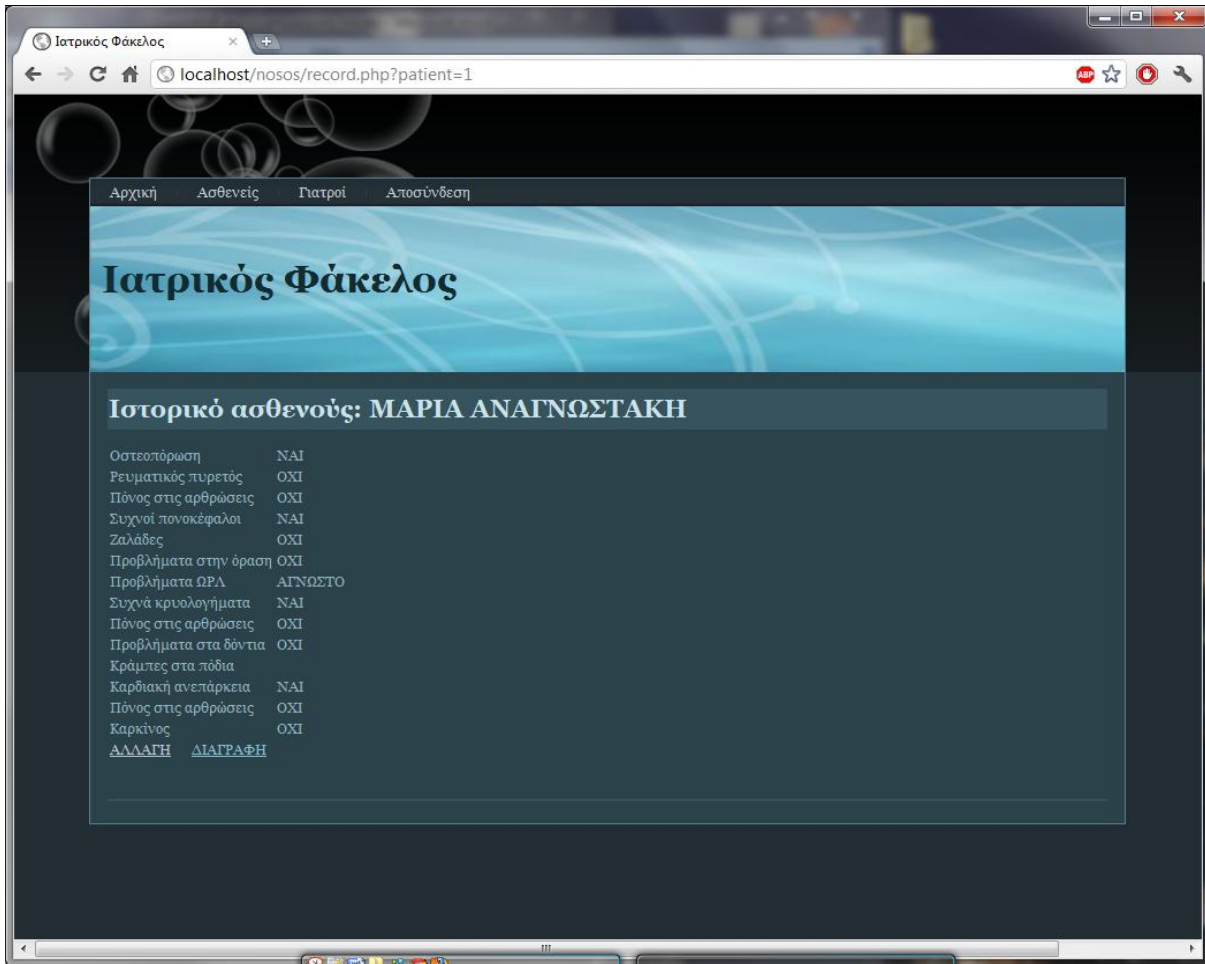 Ιατρικός Φάκελος
localhost/nosos/record.php?patient=1
ABP
Αρχική Ασθενείς Γιατροί Αποσύνδεση
Ιατρικός Φάκελος
Ιστορικό ασθενούς: ΜΑΡΙΑ ΑΝΑΓΝΩΣΤΑΚΗ
Οστεοπόρωση ΝΑΙ
Ρευματικός πυρετός ΟΧΙ
Πόνος στις αρθρώσεις ΟΧΙ
Συχνοί πονοκέφαλοι ΝΑΙ
Ζαλάδες ΟΧΙ
Προβλήματα στην όραση ΟΧΙ
Προβλήματα ΩΡΛ ΑΓΝΩΣΤΟ
Συχνά κρυολογήματα ΝΑΙ
Πόνος στις αρθρώσεις ΟΧΙ
Προβλήματα στα δόντια ΟΧΙ
Κράμπες στα πόδια
Καρδιακή ανεπάρκεια ΝΑΙ
Πόνος στις αρθρώσεις ΟΧΙ
Καρκίνος ΟΧΙ
ΑΛΛΑΓΗ ΔΙΑΓΡΑΦΗ